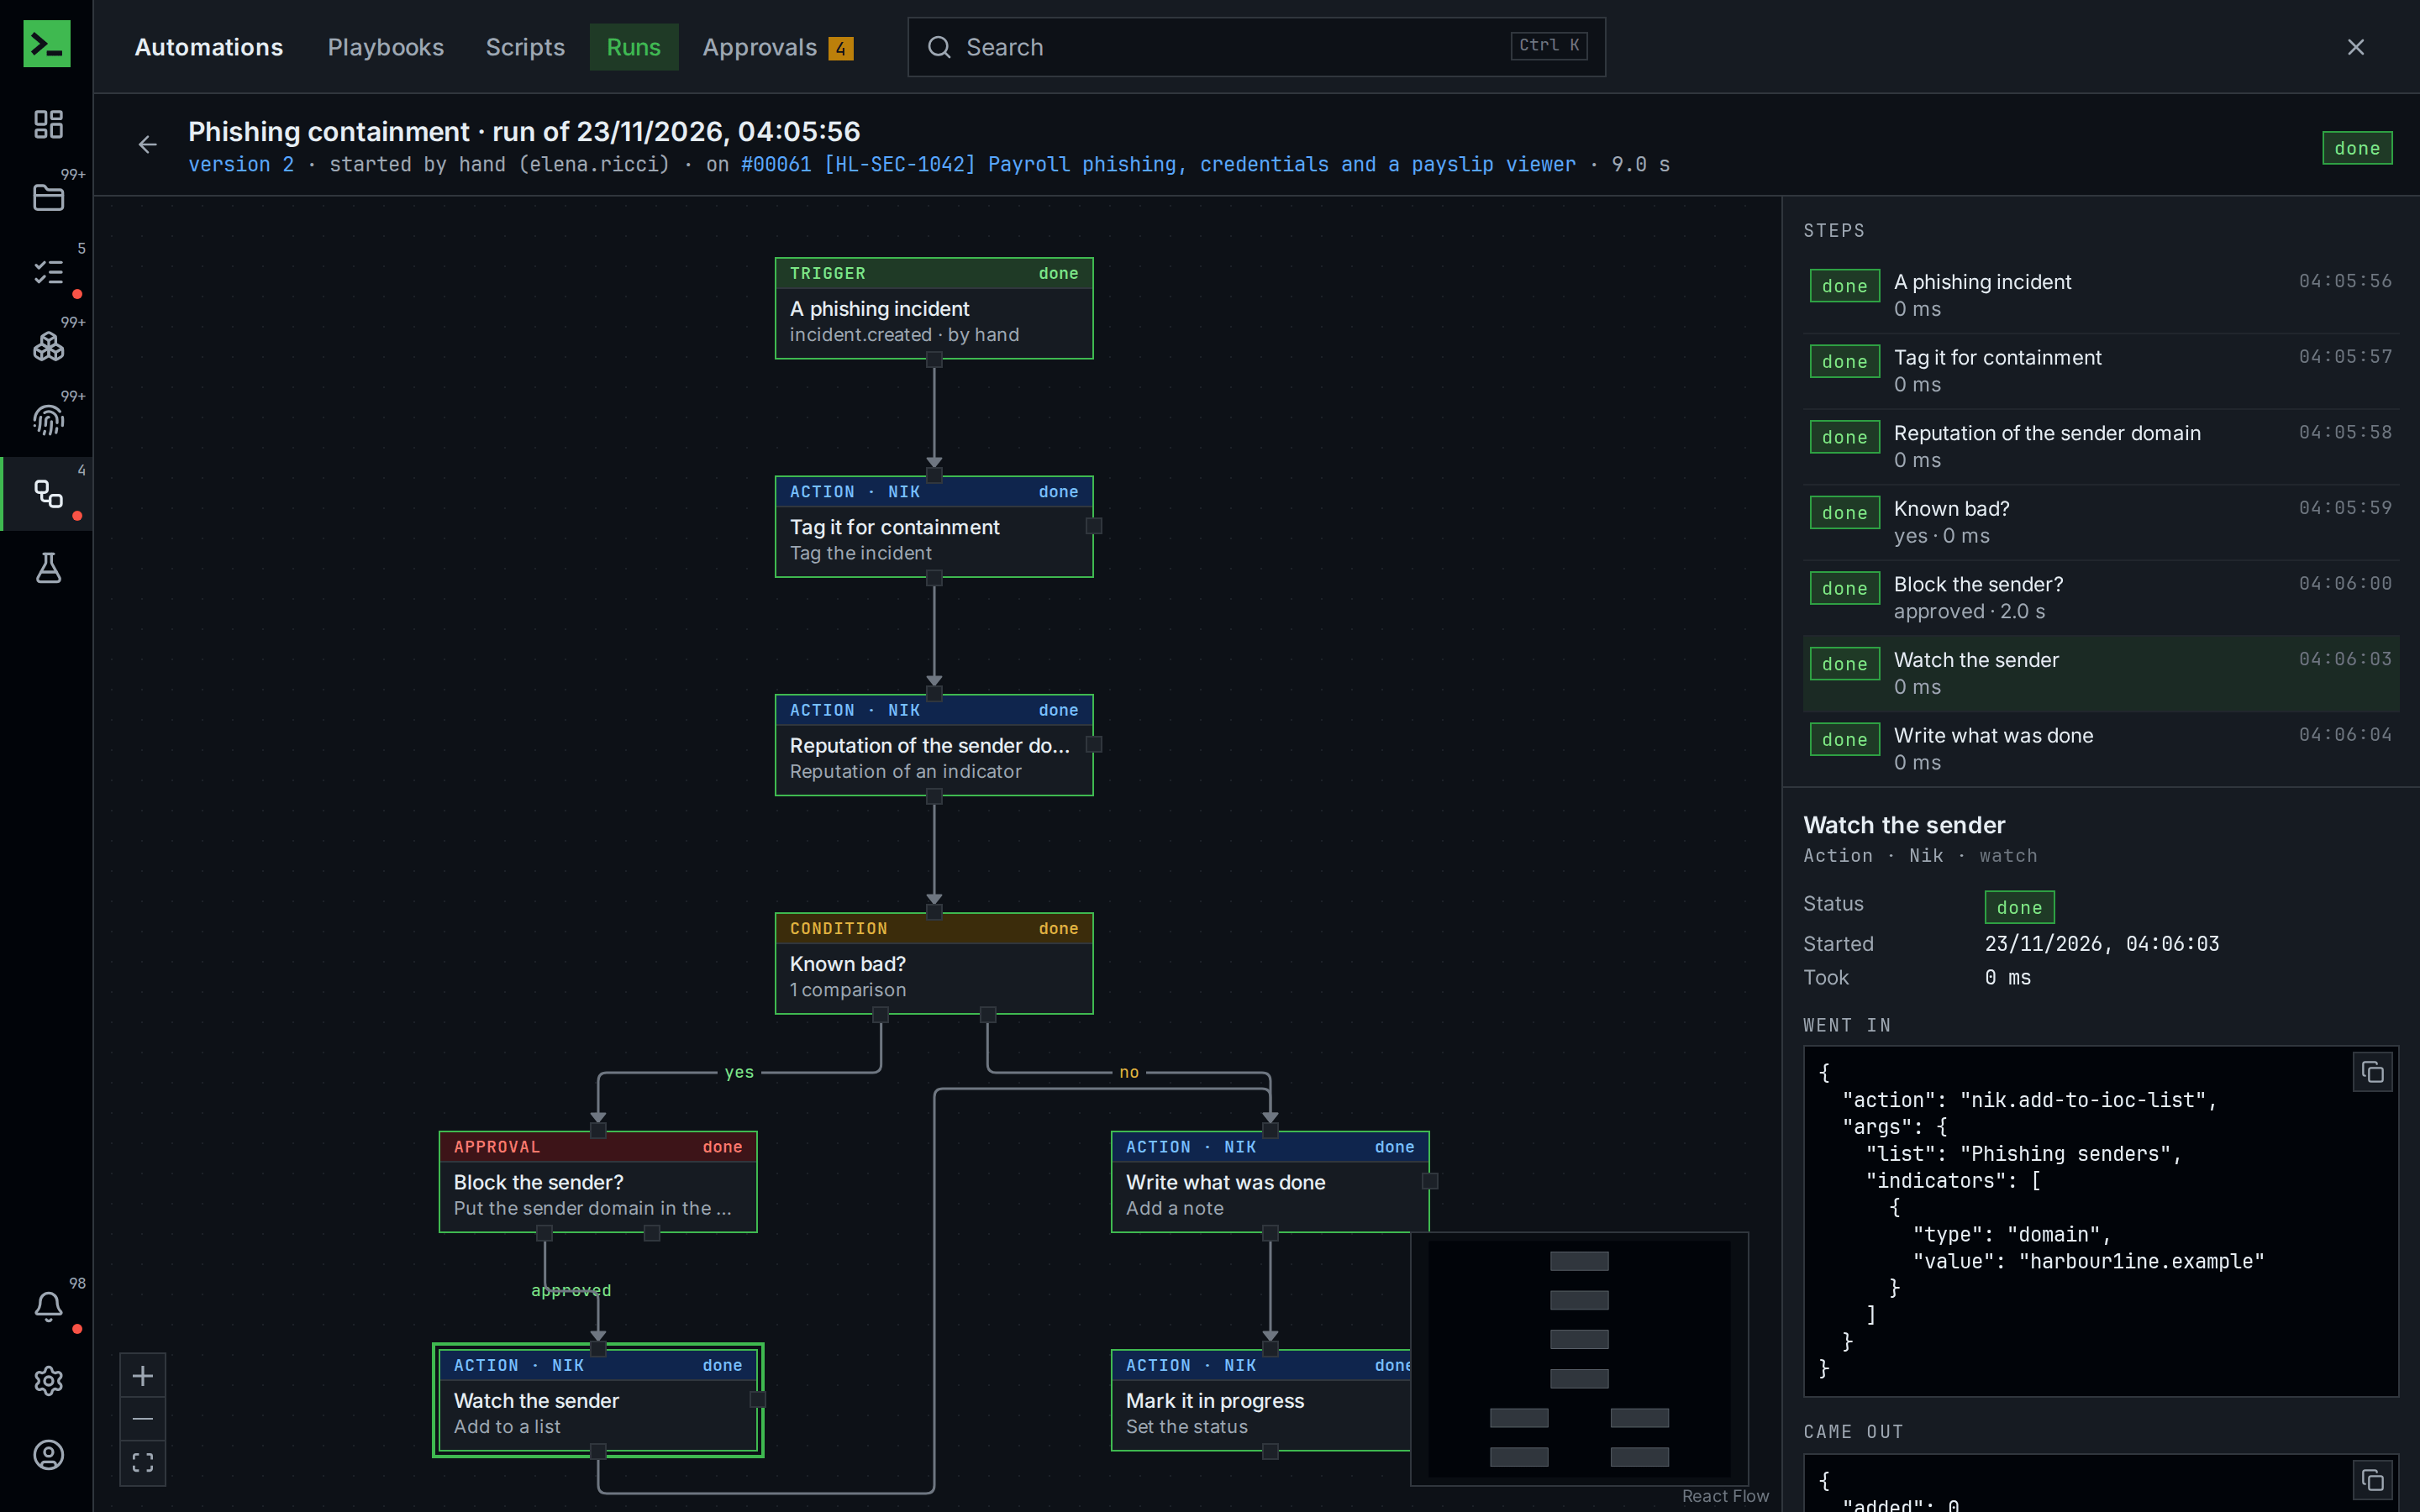 Automations
Playbooks
Scripts
Runs
Approvals 4
Search
Ctrl K
Phishing containment · run of 23/11/2026, 04:05:56
version 2 · started by hand (elena.ricci) · on #00061 [HL-SEC-1042] Payroll phishing, credentials and a payslip viewer · 9.0 s
done
99+
5
99+
99+
4
98
TRIGGER done
A phishing incident
incident.created · by hand
ACTION · NIK done
Tag it for containment
Tag the incident
ACTION · NIK done
Reputation of the sender do...
Reputation of an indicator
CONDITION done
Known bad?
1 comparison
yes
no
APPROVAL done
Block the sender?
Put the sender domain in the ...
approved
ACTION · NIK done
Watch the sender
Add to a list
ACTION · NIK done
Write what was done
Add a note
ACTION · NIK done
Mark it in progress
Set the status
React Flow
STEPS
done A phishing incident 04:05:56
0 ms
done Tag it for containment 04:05:57
0 ms
done Reputation of the sender domain 04:05:58
0 ms
done Known bad? 04:05:59
yes · 0 ms
done Block the sender? 04:06:00
approved · 2.0 s
done Watch the sender 04:06:03
0 ms
done Write what was done 04:06:04
0 ms
Watch the sender
Action · Nik · watch
Status done
Started 23/11/2026, 04:06:03
Took 0 ms
WENT IN
{
"action": "nik.add-to-ioc-list",
"args": {
"list": "Phishing senders",
"indicators": [
{
"type": "domain",
"value": "harbour1ine.example"
}
]
}
}
CAME OUT
{
"added": 0